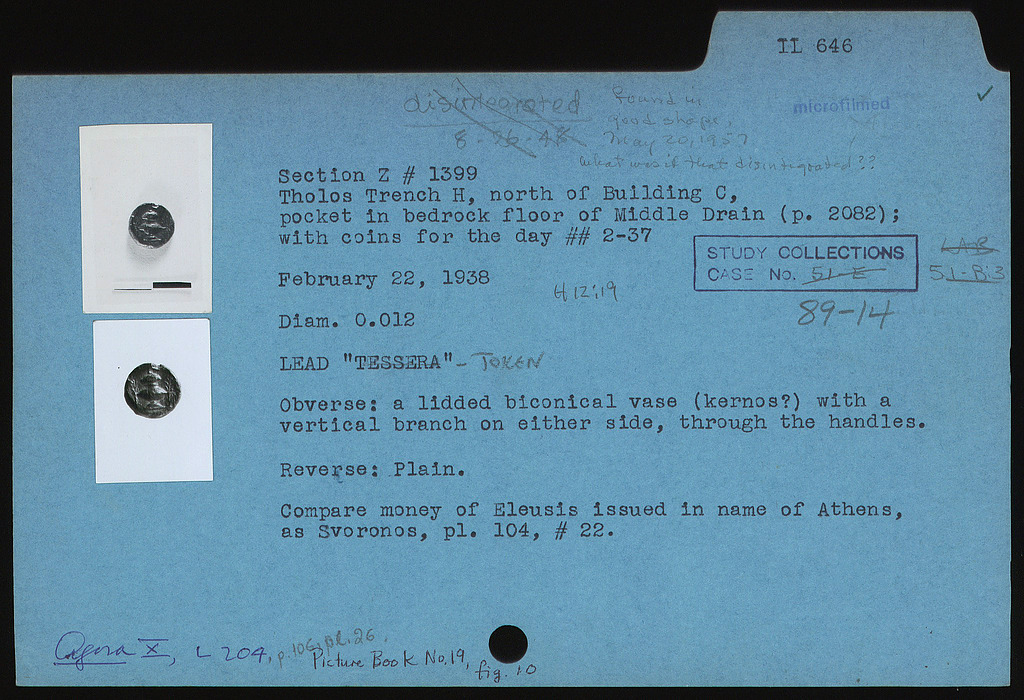 IL 646
disintegrated
8-26-48
found in
good shape,
May 20, 1957
what was it that disintegrated??
microfilmed
✓
Section Z # 1399
Tholos Trench H, north of Building C,
pocket in bedrock floor of Middle Drain (p. 2082);
with coins for the day ## 2-37
STUDY COLLECTIONS
CASE No. 51-E
LAB
51-B:3
89-14
February 22, 1938
H 12:19
Diam. 0.012
LEAD "TESSERA" - TOKEN
Obverse: a lidded biconical vase (kernos?) with a
vertical branch on either side, through the handles.
Reverse: Plain.
Compare money of Eleusis issued in name of Athens,
as Svoronos, pl. 104, # 22.
Agora X, L 204, p. 106, pl. 26.
Picture Book No. 19, fig. 10